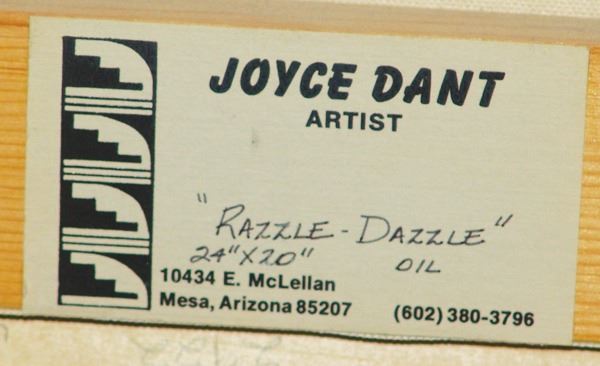 JOYCE DANT
ARTIST
"RAZZLE-DAZZLE"
24"X20" OIL
10434 E. McLellan
Mesa, Arizona 85207 (602) 380-3796